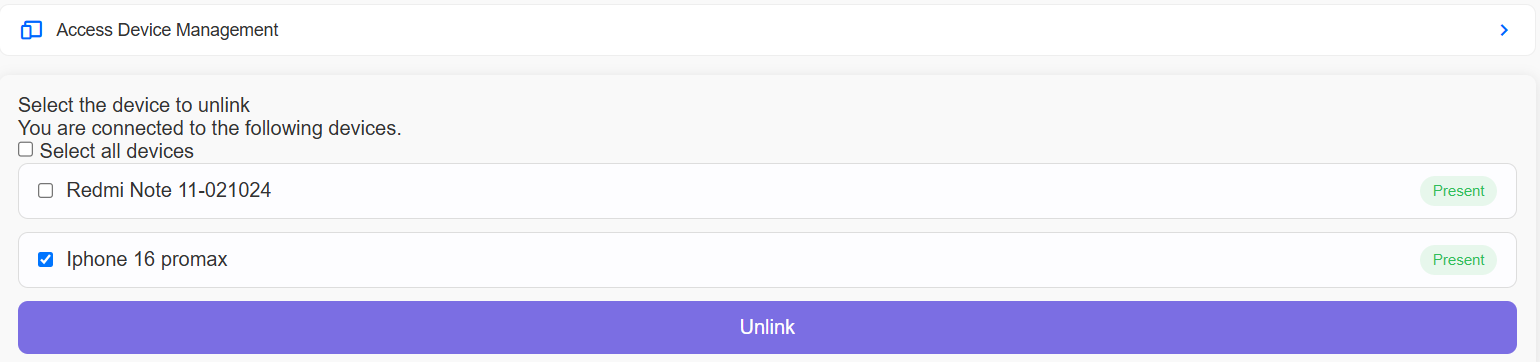 Access Device Management
Select the device to unlink
You are connected to the following devices.
Select all devices
Redmi Note 11-021024 Present
Iphone 16 promax Present
Unlink